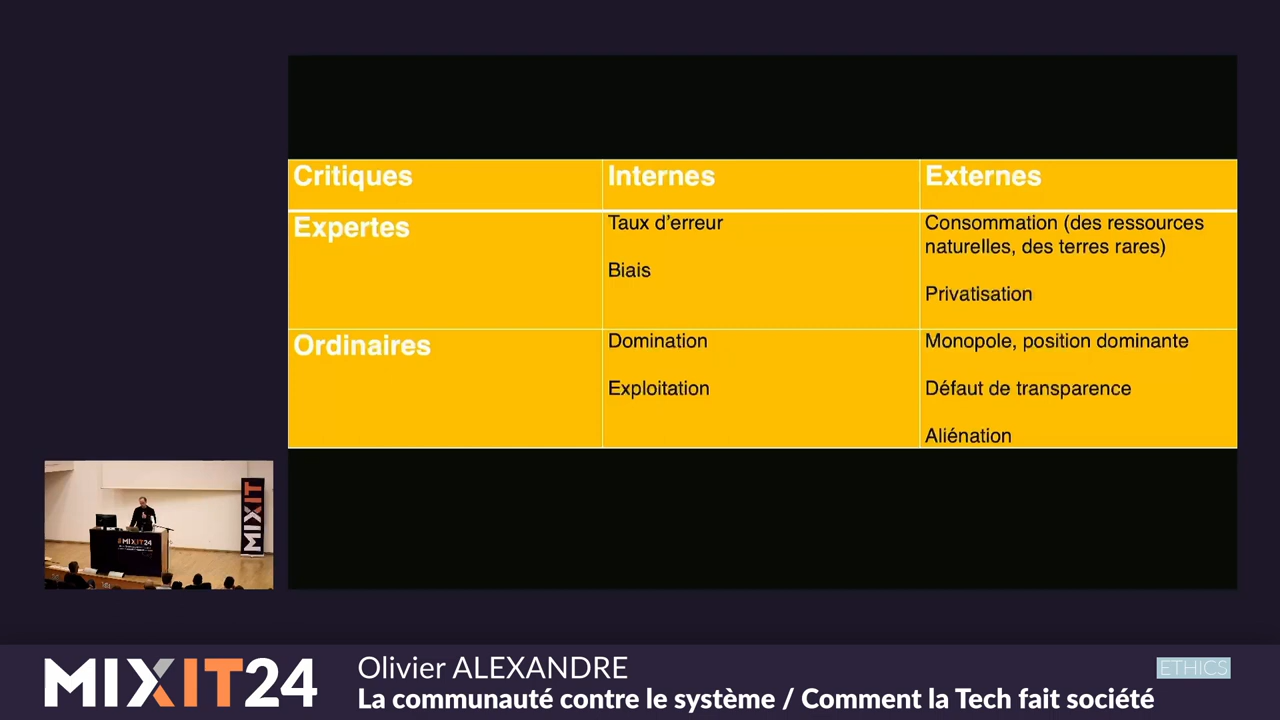 Critiques
Internes
Externes
Expertes
Taux d’erreur
Biais
Consommation (des ressources
naturelles, des terres rares)
Privatisation
Ordinaires
Domination
Exploitation
Monopole, position dominante
Défaut de transparence
Aliénation
MIXIT
#MIXIT24
MIXIT24
Olivier ALEXANDRE
La communauté contre le système / Comment la Tech fait société
ETHICS